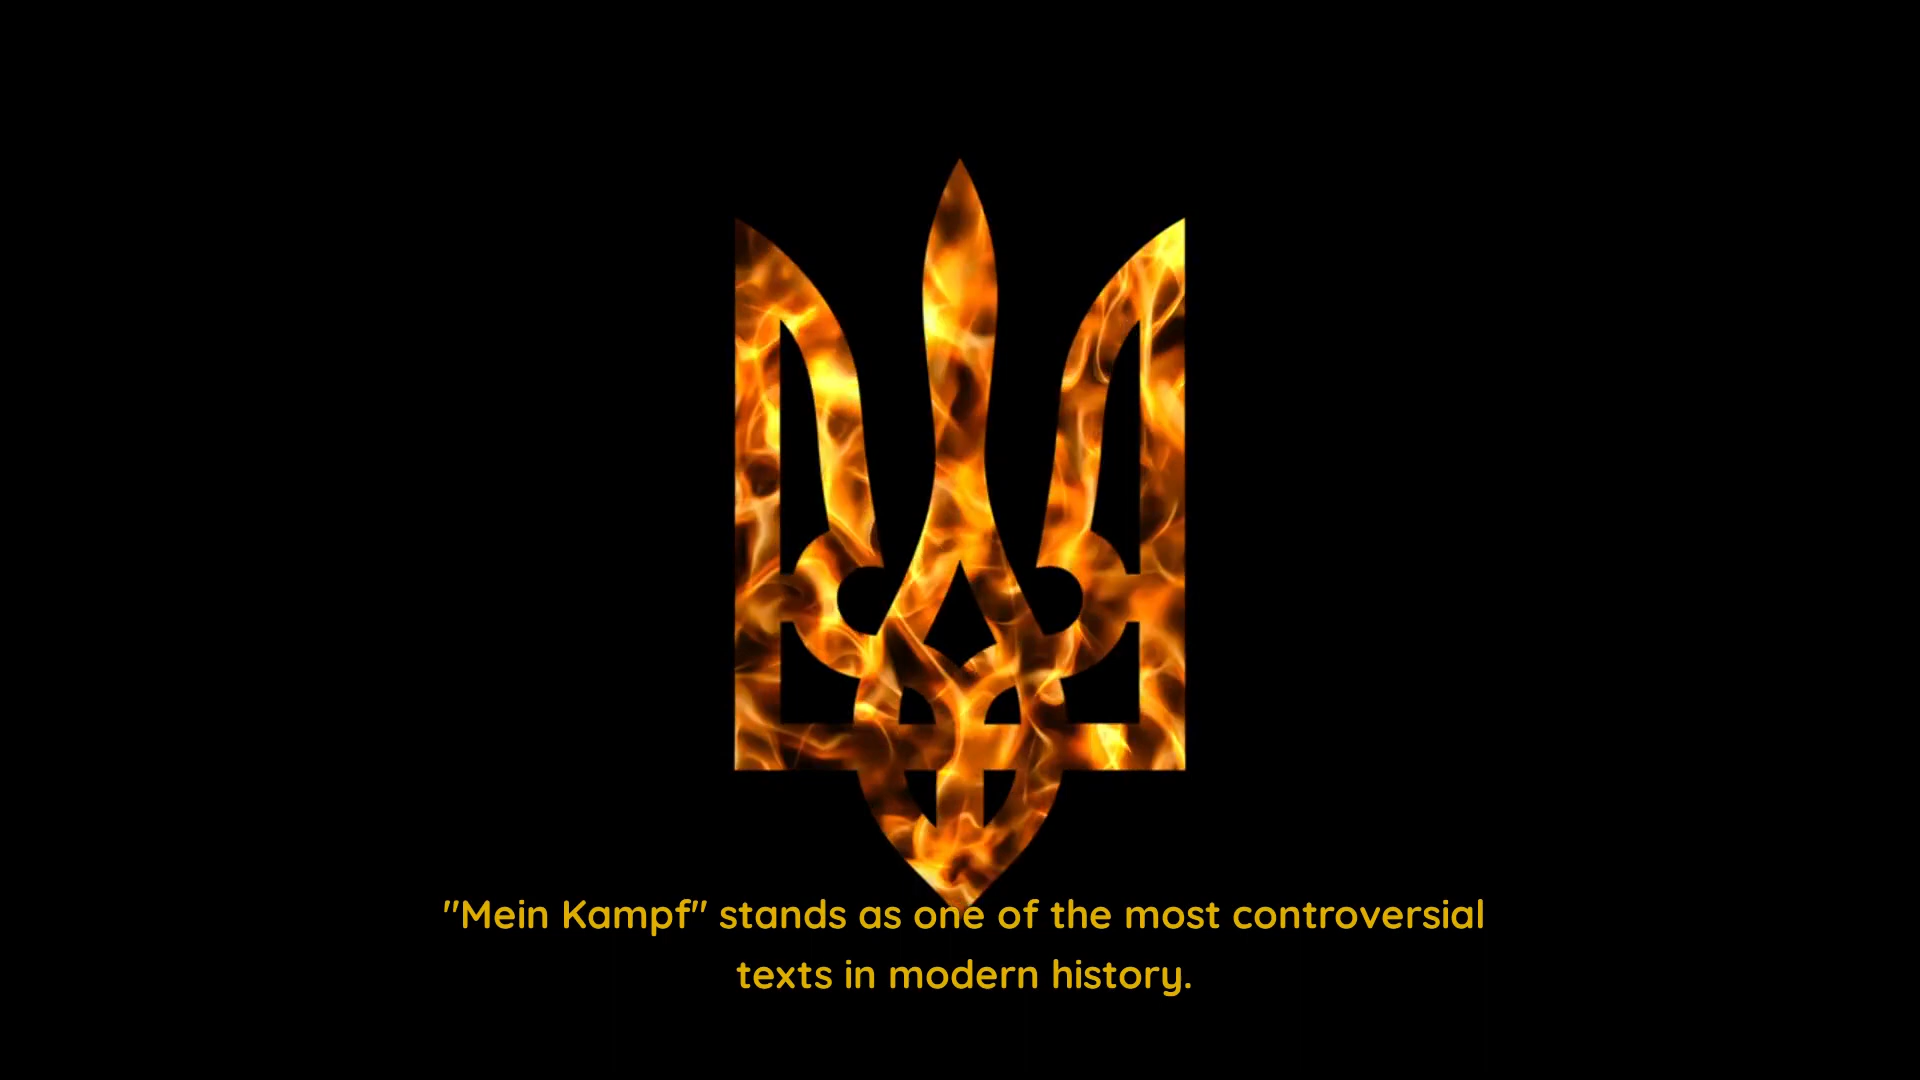 "Mein Kampf" stands as one of the most controversial
texts in modern history.